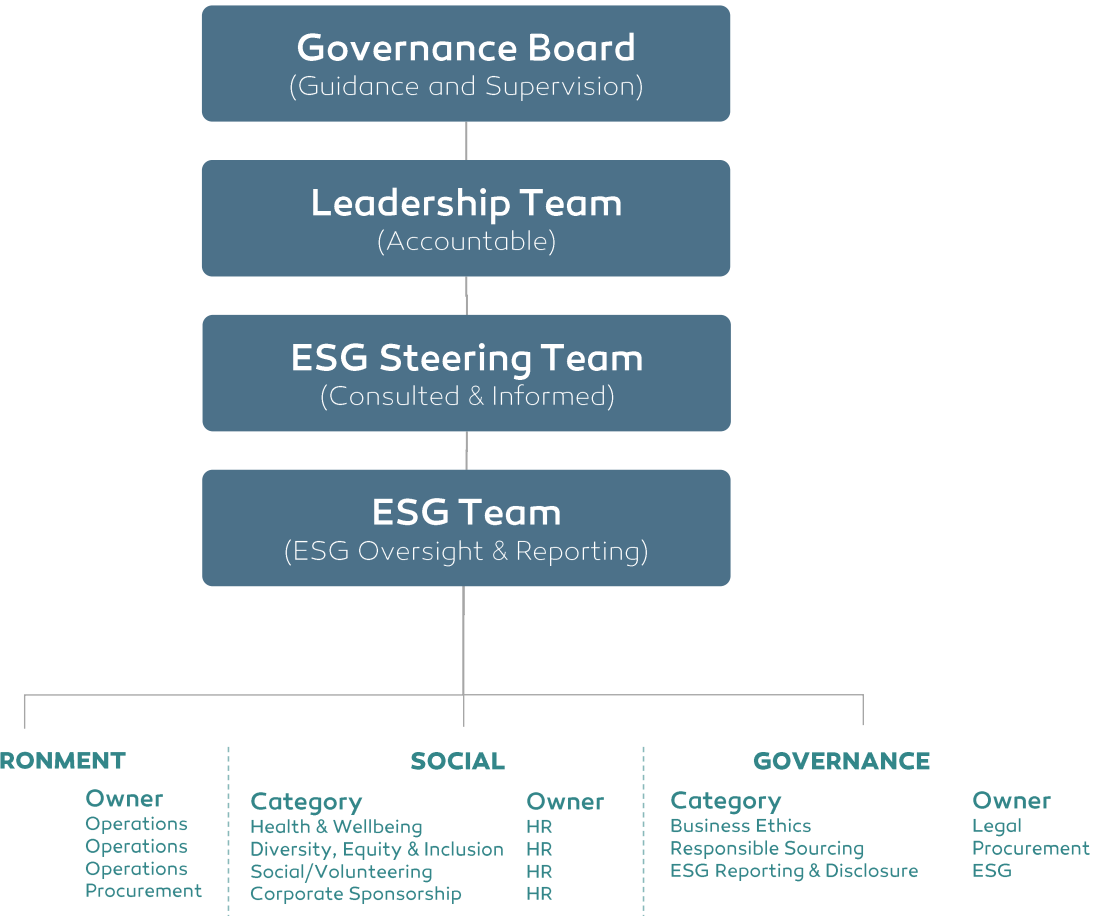 Governance Board
(Guidance and Supervision)
Leadership Team
(Accountable)
ESG Steering Team
(Consulted & Informed)
ESG Team
(ESG Oversight & Reporting)
RONMENT
Owner
Operations
Operations
Operations
Procurement
SOCIAL
Category Owner
Health & Wellbeing HR
Diversity, Equity & Inclusion HR
Social/Volunteering HR
Corporate Sponsorship HR
GOVERNANCE
Category Owner
Business Ethics Legal
Responsible Sourcing Procurement
ESG Reporting & Disclosure ESG